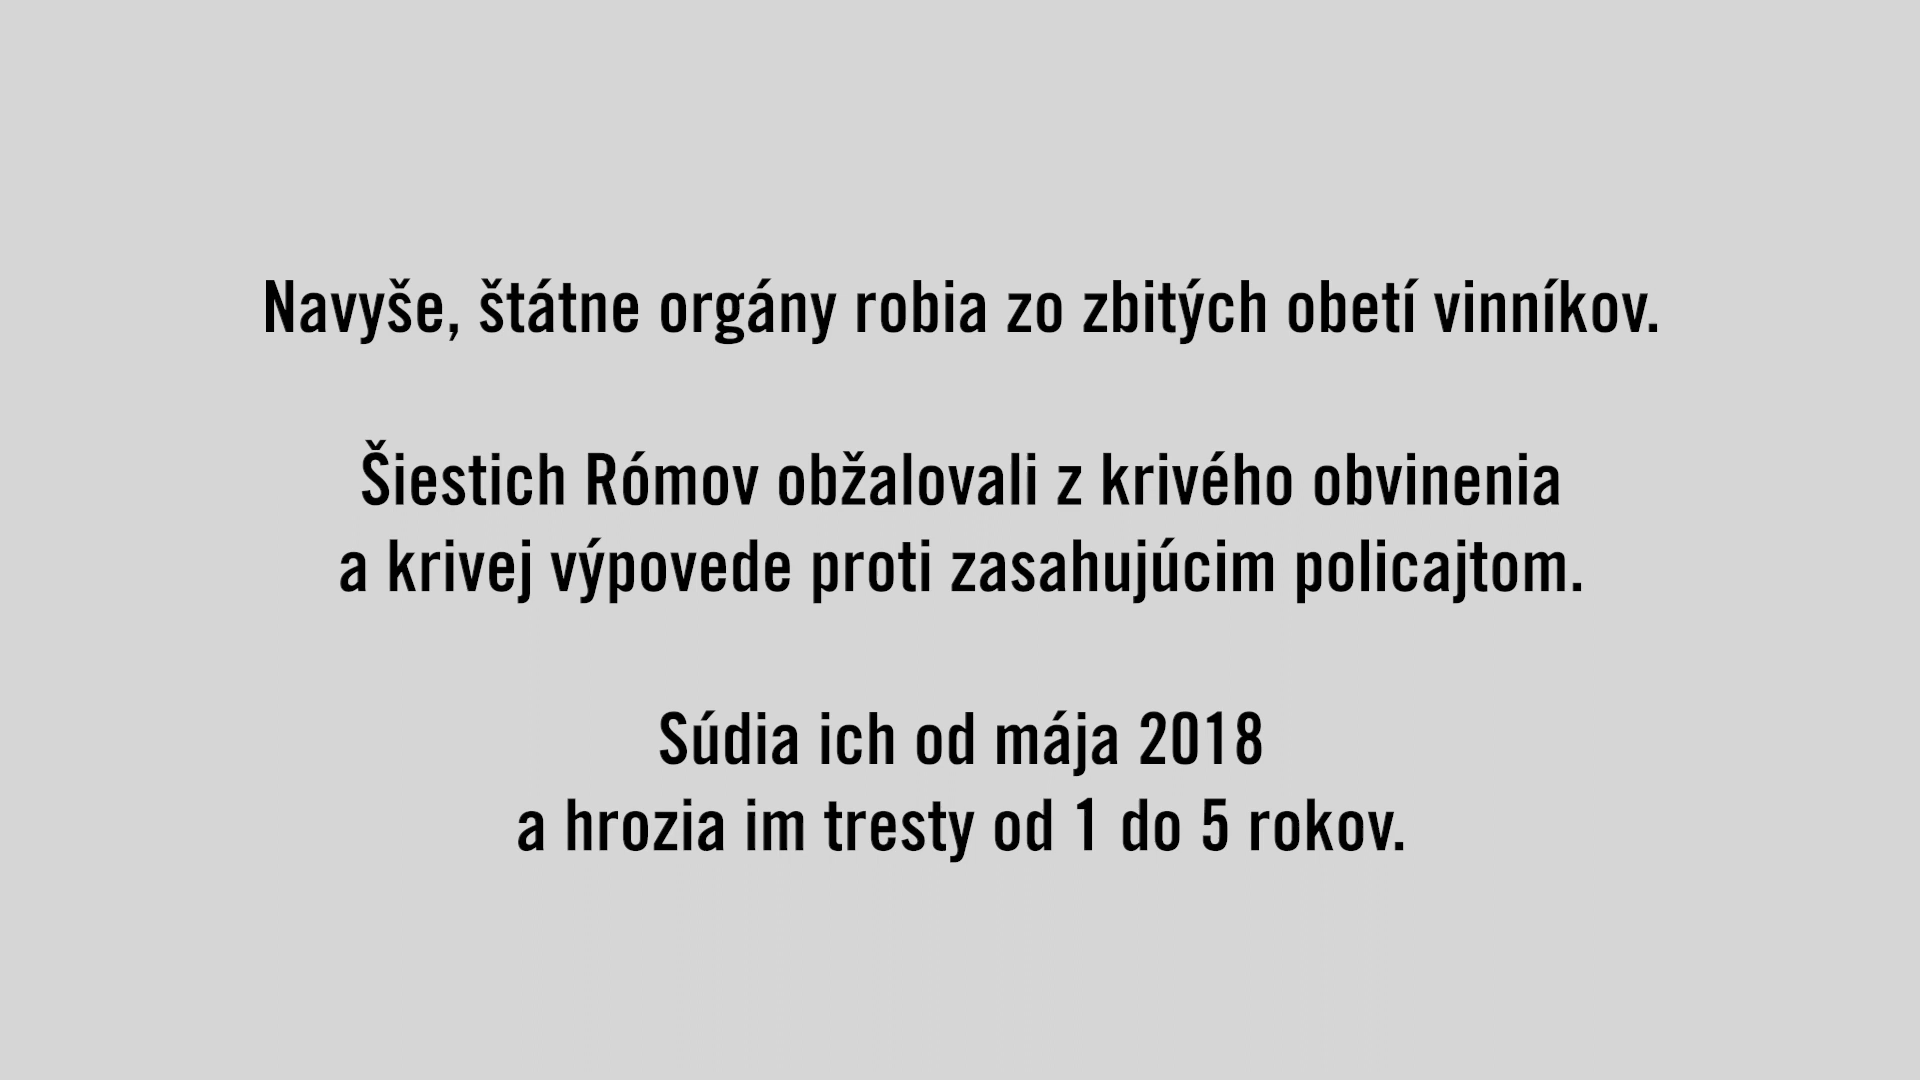 Navyše, štátne orgány robia zo zbitých obetí vinníkov.
Šiestich Rómov obžalovali z krivého obvinenia
a krivej výpovede proti zasahujúcim policajtom.
Súdia ich od mája 2018
a hrozia im tresty od 1 do 5 rokov.